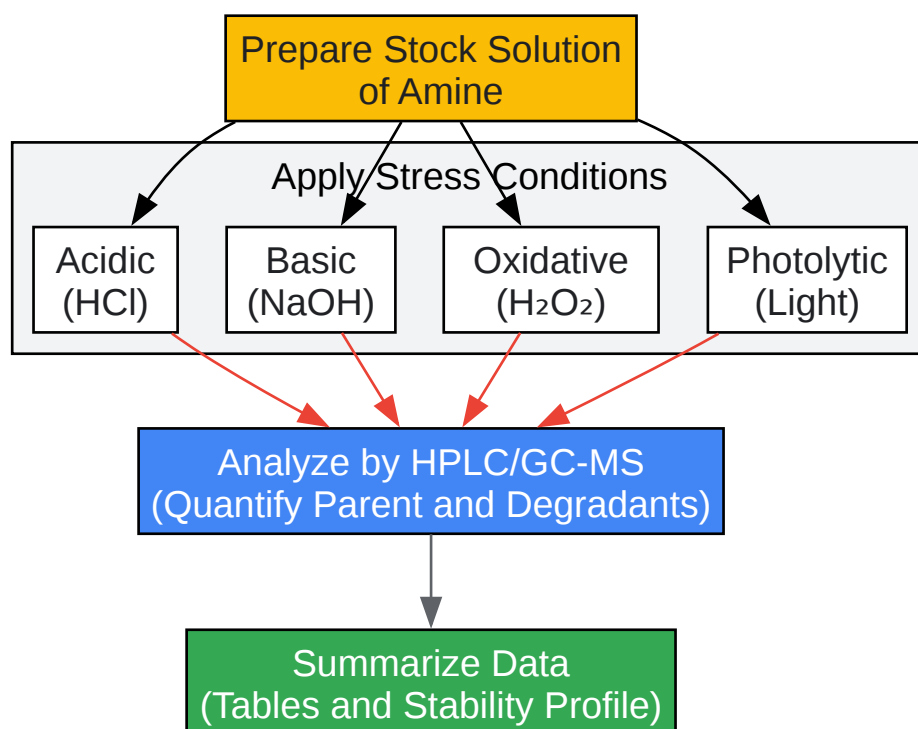 Prepare Stock Solution
of Amine
Apply Stress Conditions
Acidic
(HCl)
Basic
(NaOH)
Oxidative
(H₂O₂)
Photolytic
(Light)
Analyze by HPLC/GC-MS
(Quantify Parent and Degradants)
Summarize Data
(Tables and Stability Profile)